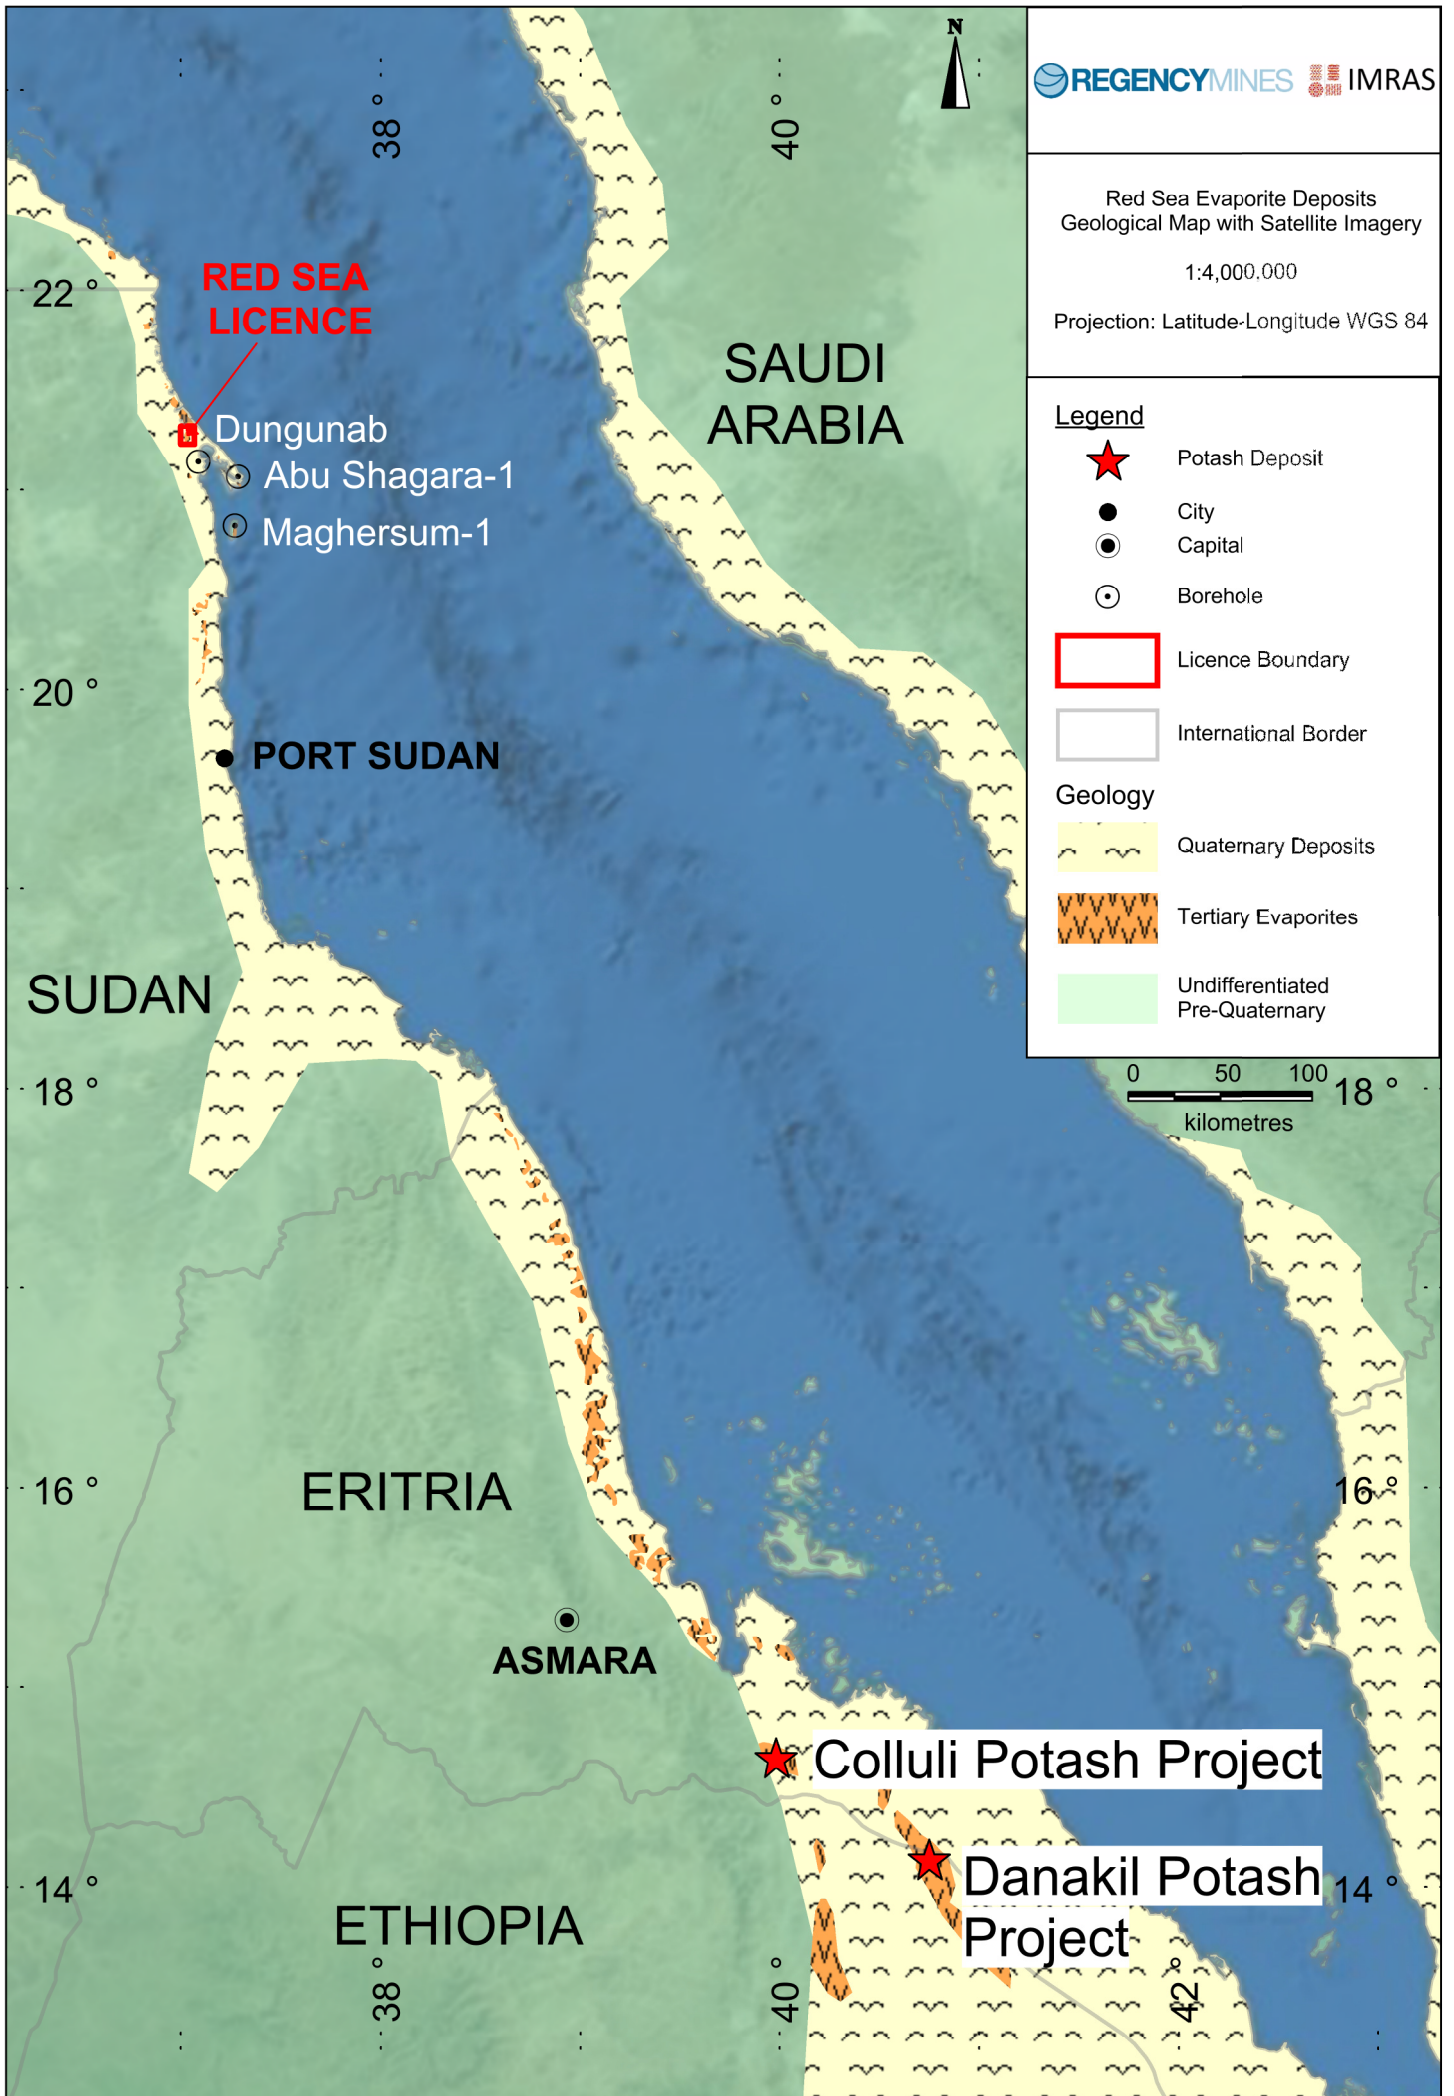 N
REGENCYMINES IMRAS
Red Sea Evaporite Deposits
Geological Map with Satellite Imagery
1:4,000,000
Projection: Latitude-Longitude WGS 84
Legend
Potash Deposit
City
Capital
Borehole
Licence Boundary
International Border
Geology
Quaternary Deposits
Tertiary Evaporites
Undifferentiated
Pre-Quaternary
0 50 100
kilometres
38 °
40 °
22 °
RED SEA
LICENCE
SAUDI
ARABIA
Dungunab
Abu Shagara-1
Maghersum-1
20 °
PORT SUDAN
SUDAN
18 °
18 °
16 °
ERITRIA
16 °
ASMARA
Colluli Potash Project
Danakil Potash
Project
14 °
14 °
ETHIOPIA
38 °
40 °
42 °